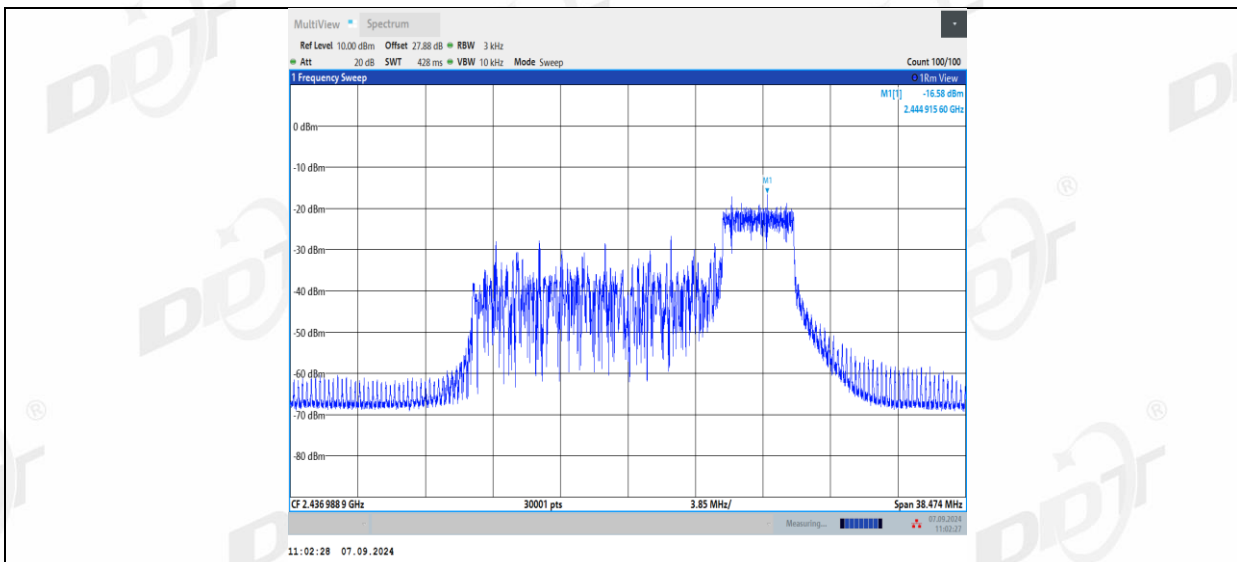 MultiView Spectrum
Ref Level 10.00 dBm Offset 27.88 dB RBW 3 kHz
Att 20 dB SWT 428 ms VBW 10 kHz Mode Sweep Count 100/100
1 Frequency Sweep 1Rm View
M1[1] -16.58 dBm
2.444 915 60 GHz
0 dBm
-10 dBm
M1
-20 dBm
-30 dBm
-40 dBm
-50 dBm
-60 dBm
-70 dBm
-80 dBm
CF 2.436 988 9 GHz 30001 pts 3.85 MHz/ Span 38.474 MHz
Measuring... 07.09.2024
11:02:27
11:02:28 07.09.2024
DDT
®